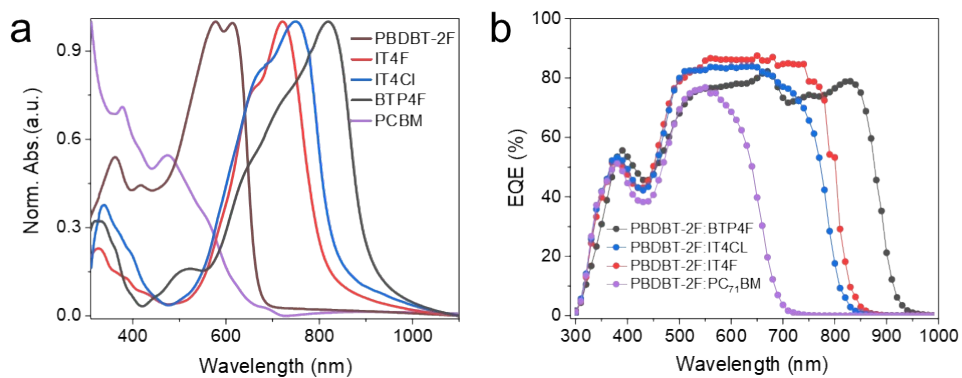 a
Norm. Abs.(a.u.)
0.9
0.6
0.3
0.0
400
600
800
1000
Wavelength (nm)
PBDBT-2F
IT4F
IT4Cl
BTP4F
PCBM
b
EQE (%)
100
80
60
40
20
0
300 400 500 600 700 800 900 1000
Wavelength (nm)
PBDBT-2F:BTP4F
PBDBT-2F:IT4CL
PBDBT-2F:IT4F
PBDBT-2F:PC₇₁BM